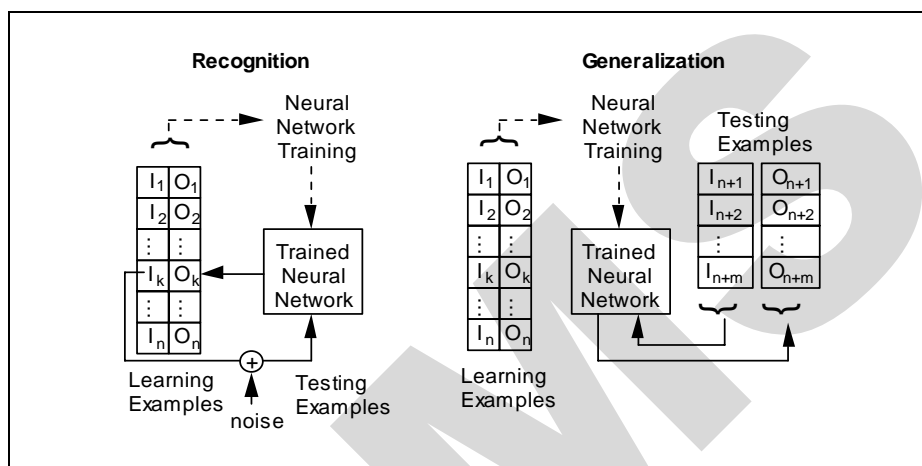 Recognition
Neural
Network
Training
I1 O1
I2 O2
⋮ ⋮
Ik Ok
⋮ ⋮
In On
Trained
Neural
Network
+
Learning
Examples
noise
Testing
Examples
Generalization
Neural
Network
Training
I1 O1
I2 O2
⋮ ⋮
Ik Ok
⋮ ⋮
In On
Trained
Neural
Network
Testing
Examples
In+1 On+1
In+2 On+2
⋮ ⋮
In+m On+m
Learning
Examples
MS